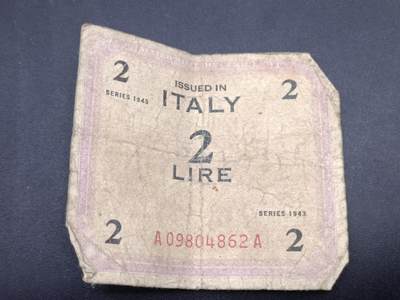 2 ISSUED IN 2
SERIES 1943 ITALY
2
LIRE
SERIES 1943
2 A09804862A 2